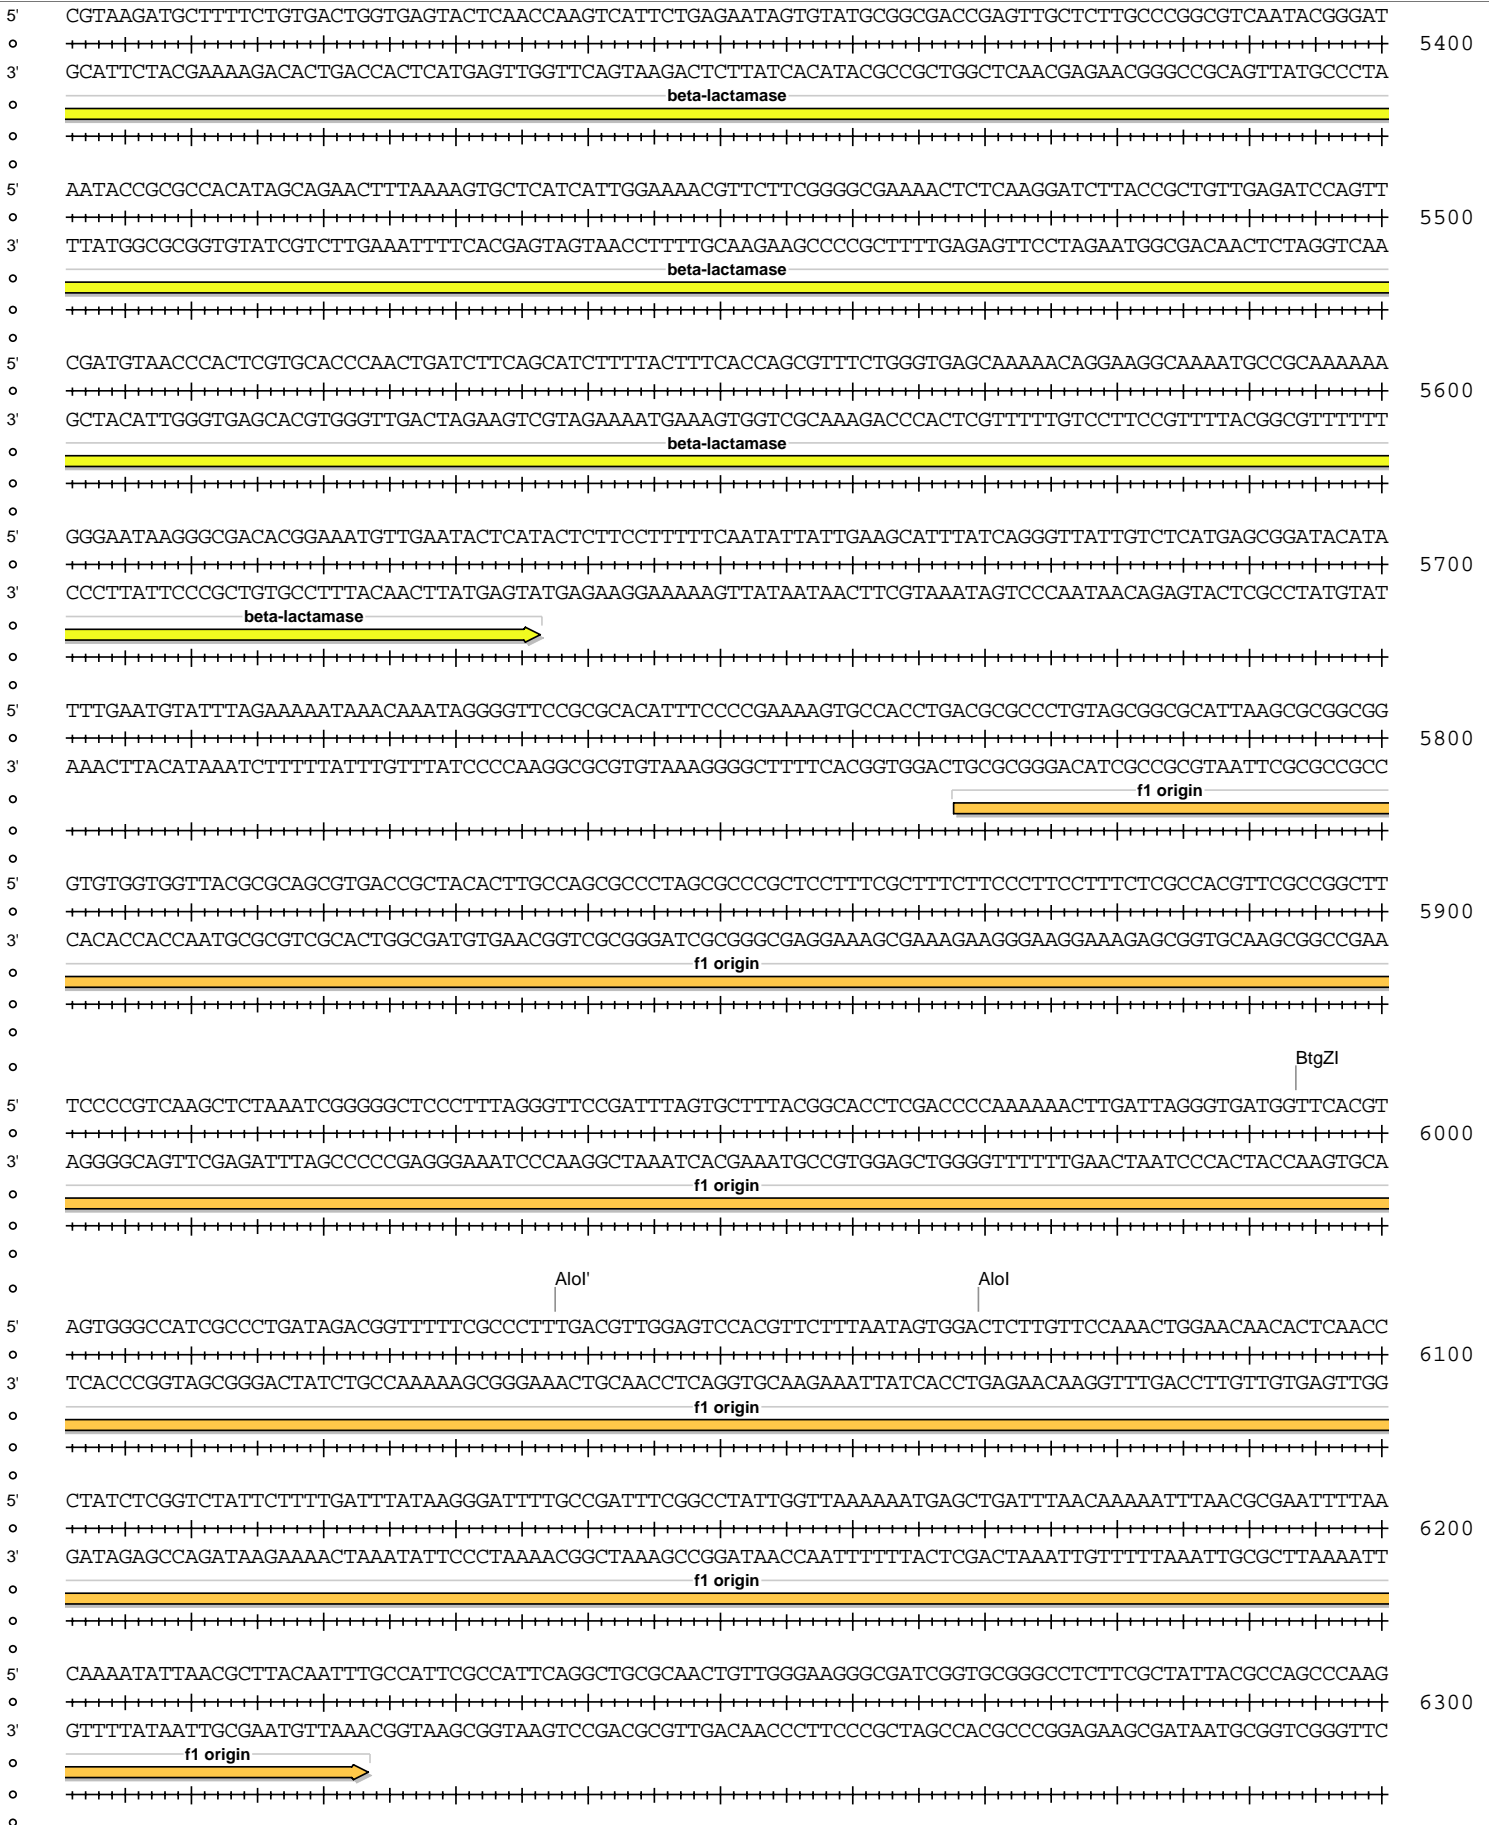 5' CGTAAGATGCTTTTCTGTGACTGGTGAGTACTCAACCAAGTCATTCTGAGAATAGTGTATGCGGCGACCGAGTTGCTCTTGCCCGGCGTCAATACGGGAT
5400
3' GCATTCTACGAAAAGACACTGACCACTCATGAGTTGGTTCAGTAAGACTCTTATCACATACGCCGCTGGCTCAACGAGAACGGGCCGCAGTTATGCCCTA
beta-lactamase
5' AATACCGCGCCACATAGCAGAACTTTAAAAGTGCTCATCATTGGAAAACGTTCTTCGGGGCGAAAACTCTCAAGGATCTTACCGCTGTTGAGATCCAGTT
5500
3' TTATGGCGCGGTGTATCGTCTTGAAATTTTCACGAGTAGTAACCTTTTGCAAGAAGCCCCGCTTTTGAGAGTTCCTAGAATGGCGACAACTCTAGGTCAA
beta-lactamase
5' CGATGTAACCCACTCGTGCACCCAACTGATCTTCAGCATCTTTTACTTTCACCAGCGTTTCTGGGTGAGCAAAAACAGGAAGGCAAAATGCCGCAAAAAA
5600
3' GCTACATTGGGTGAGCACGTGGGTTGACTAGAAGTCGTAGAAAATGAAAGTGGTCGCAAAGACCCACTCGTTTTTGTCCTTCCGTTTTACGGCGTTTTTT
beta-lactamase
5' GGGAATAAGGGCGACACGGAAATGTTGAATACTCATACTCTTCCTTTTTCAATATTATTGAAGCATTTATCAGGGTTATTGTCTCATGAGCGGATACATA
5700
3' CCCTTATTCCCGCTGTGCCTTTACAACTTATGAGTATGAGAAGGAAAAAGTTATAATAACTTCGTAAATAGTCCCAATAACAGAGTACTCGCCTATGTAT
beta-lactamase
5' TTTGAATGTATTTAGAAAAATAAACAAATAGGGGTTCCGCGCACATTTCCCCGAAAAGTGCCACCTGACGCGCCCTGTAGCGGCGCATTAAGCGCGGCGG
5800
3' AAACTTACATAAATCTTTTTATTTGTTTATCCCCAAGGCGCGTGTAAAGGGGCTTTTCACGGTGGACTGCGCGGGACATCGCCGCGTAATTCGCGCCGCC
f1 origin
5' GTGTGGTGGTTACGCGCAGCGTGACCGCTACACTTGCCAGCGCCCTAGCGCCCGCTCCTTTCGCTTTCTTCCCTTCCTTTCTCGCCACGTTCGCCGGCTT
5900
3' CACACCACCAATGCGCGTCGCACTGGCGATGTGAACGGTCGCGGGATCGCGGGCGAGGAAAGCGAAAGAAGGGAAGGAAAGAGCGGTGCAAGCGGCCGAA
f1 origin
BtgZI
5' TCCCCGTCAAGCTCTAAATCGGGGGCTCCCTTTAGGGTTCCGATTTAGTGCTTTACGGCACCTCGACCCCAAAAAACTTGATTAGGGTGATGGTTCACGT
6000
3' AGGGGCAGTTCGAGATTTAGCCCCCGAGGGAAATCCCAAGGCTAAATCACGAAATGCCGTGGAGCTGGGGTTTTTTGAACTAATCCCACTACCAAGTGCA
f1 origin
AloI' AloI
5' AGTGGGCCATCGCCCTGATAGACGGTTTTTCGCCCTTTGACGTTGGAGTCCACGTTCTTTAATAGTGGACTCTTGTTCCAAACTGGAACAACACTCAACC
6100
3' TCACCCGGTAGCGGGACTATCTGCCAAAAAGCGGGAAACTGCAACCTCAGGTGCAAGAAATTATCACCTGAGAACAAGGTTTGACCTTGTTGTGAGTTGG
f1 origin
5' CTATCTCGGTCTATTCTTTTGATTTATAAGGGATTTTGCCGATTTCGGCCTATTGGTTAAAAAATGAGCTGATTTAACAAAAATTTAACGCGAATTTTAA
6200
3' GATAGAGCCAGATAAGAAAACTAAATATTCCCTAAAACGGCTAAAGCCGGATAACCAATTTTTTACTCGACTAAATTGTTTTTAAATTGCGCTTAAAATT
f1 origin
5' CAAAATATTAACGCTTACAATTTGCCATTCGCCATTCAGGCTGCGCAACTGTTGGGAAGGGCGATCGGTGCGGGCCTCTTCGCTATTACGCCAGCCCAAG
6300
3' GTTTTATAATTGCGAATGTTAAACGGTAAGCGGTAAGTCCGACGCGTTGACAACCCTTCCCGCTAGCCACGCCCGGAGAAGCGATAATGCGGTCGGGTTC
f1 origin